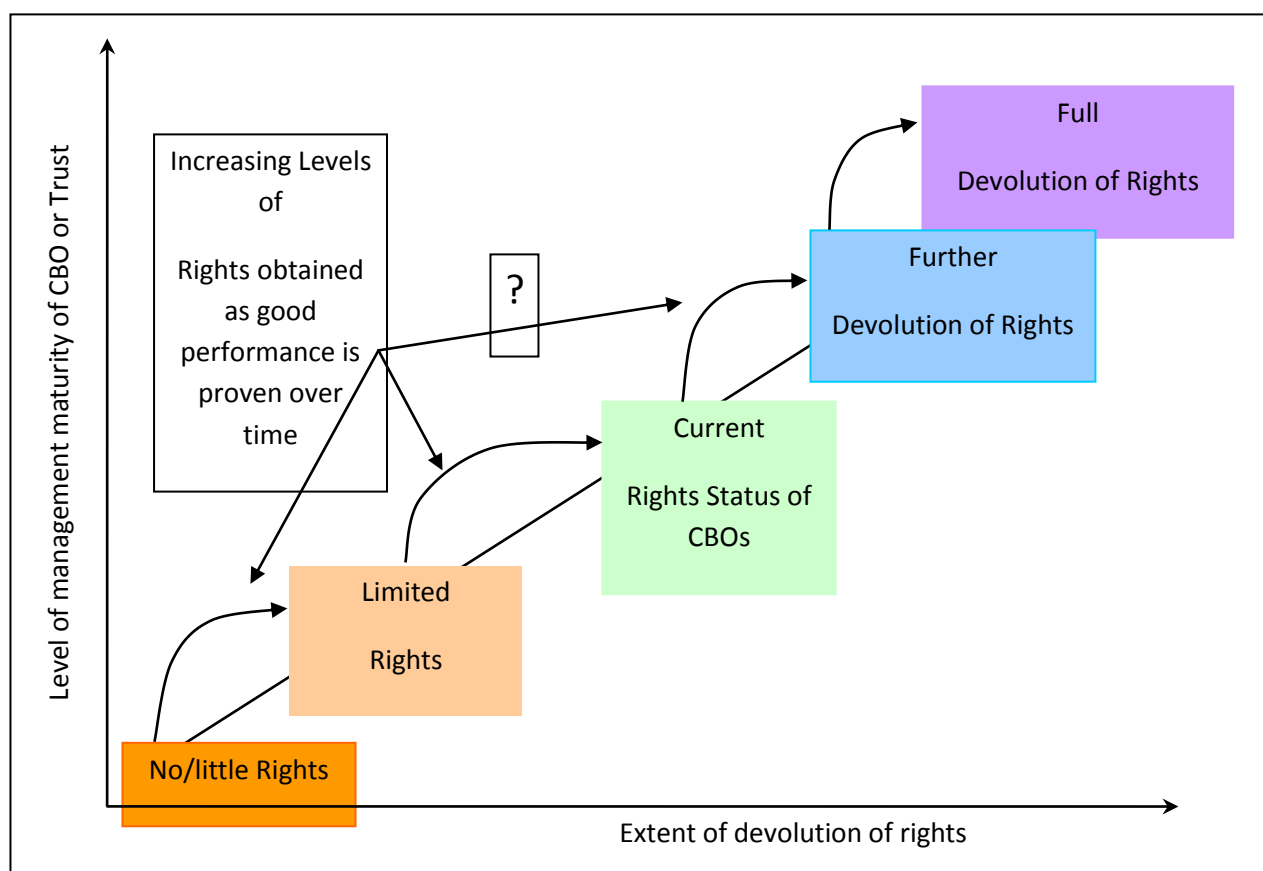 Level of management maturity of CBO or Trust
Increasing Levels
of
Rights obtained
as good
performance is
proven over
time
?
Full
Devolution of Rights
Further
Devolution of Rights
Current
Rights Status of
CBOs
Limited
Rights
No/little Rights
Extent of devolution of rights